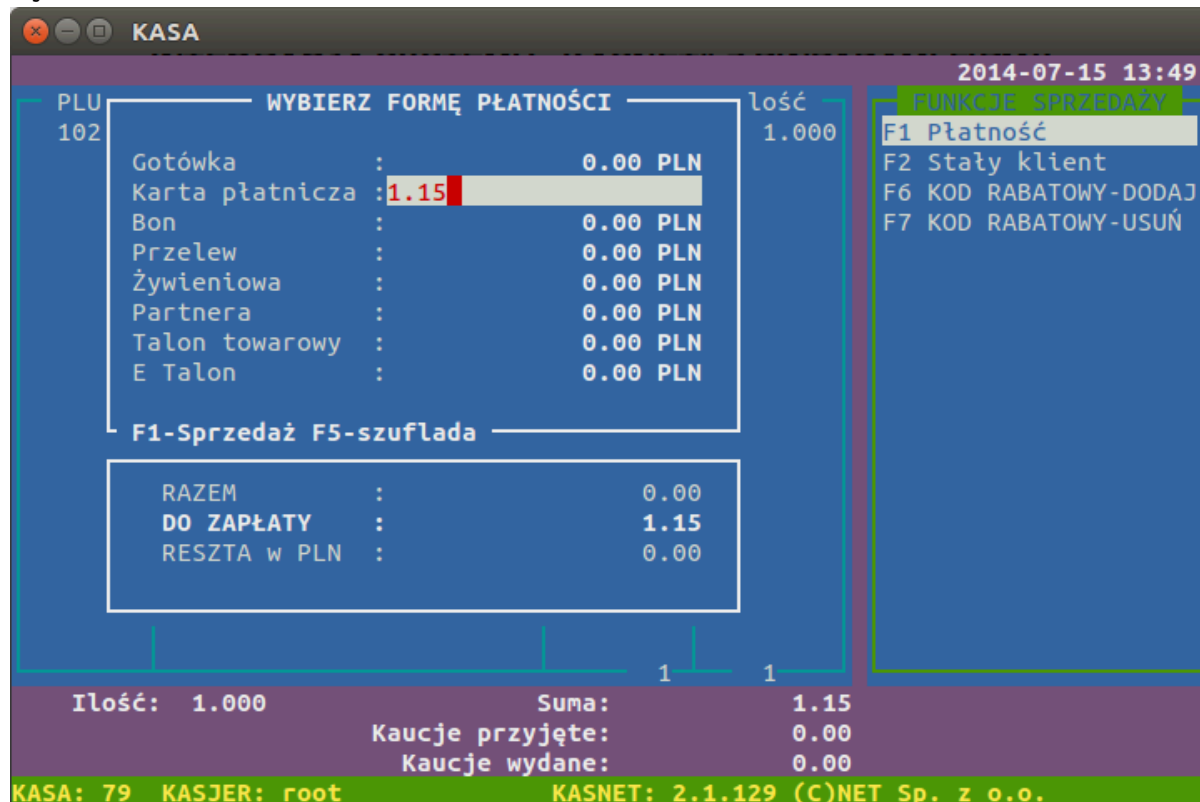 KASA
2014-07-15 13:49
PLU WYBIERZ FORMĘ PŁATNOŚCI lość FUNKCJE SPRZEDAŻY
102 1.000 F1 Płatność
Gotówka : 0.00 PLN F2 Stały klient
Karta płatnicza :1.15 F6 KOD RABATOWY-DODAJ
Bon : 0.00 PLN F7 KOD RABATOWY-USUŃ
Przelew : 0.00 PLN
Żywieniowa : 0.00 PLN
Partnera : 0.00 PLN
Talon towarowy : 0.00 PLN
E Talon : 0.00 PLN
F1-Sprzedaż F5-szuflada
RAZEM : 0.00
DO ZAPŁATY : 1.15
RESZTA w PLN : 0.00
1 1
Ilość: 1.000 Suma: 1.15
Kaucje przyjęte: 0.00
Kaucje wydane: 0.00
KASA: 79 KASJER: root KASNET: 2.1.129 (C)NET Sp. z o.o.